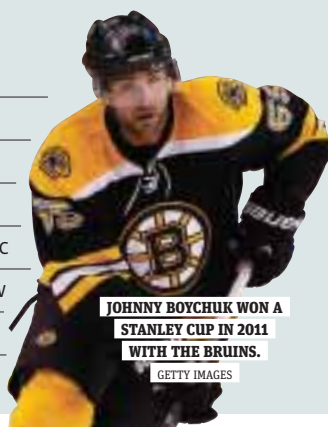 C
V
JOHNNY BOYCHUK WON A
STANLEY CUP IN 2011
WITH THE BRUINS.
GETTY IMAGES
B